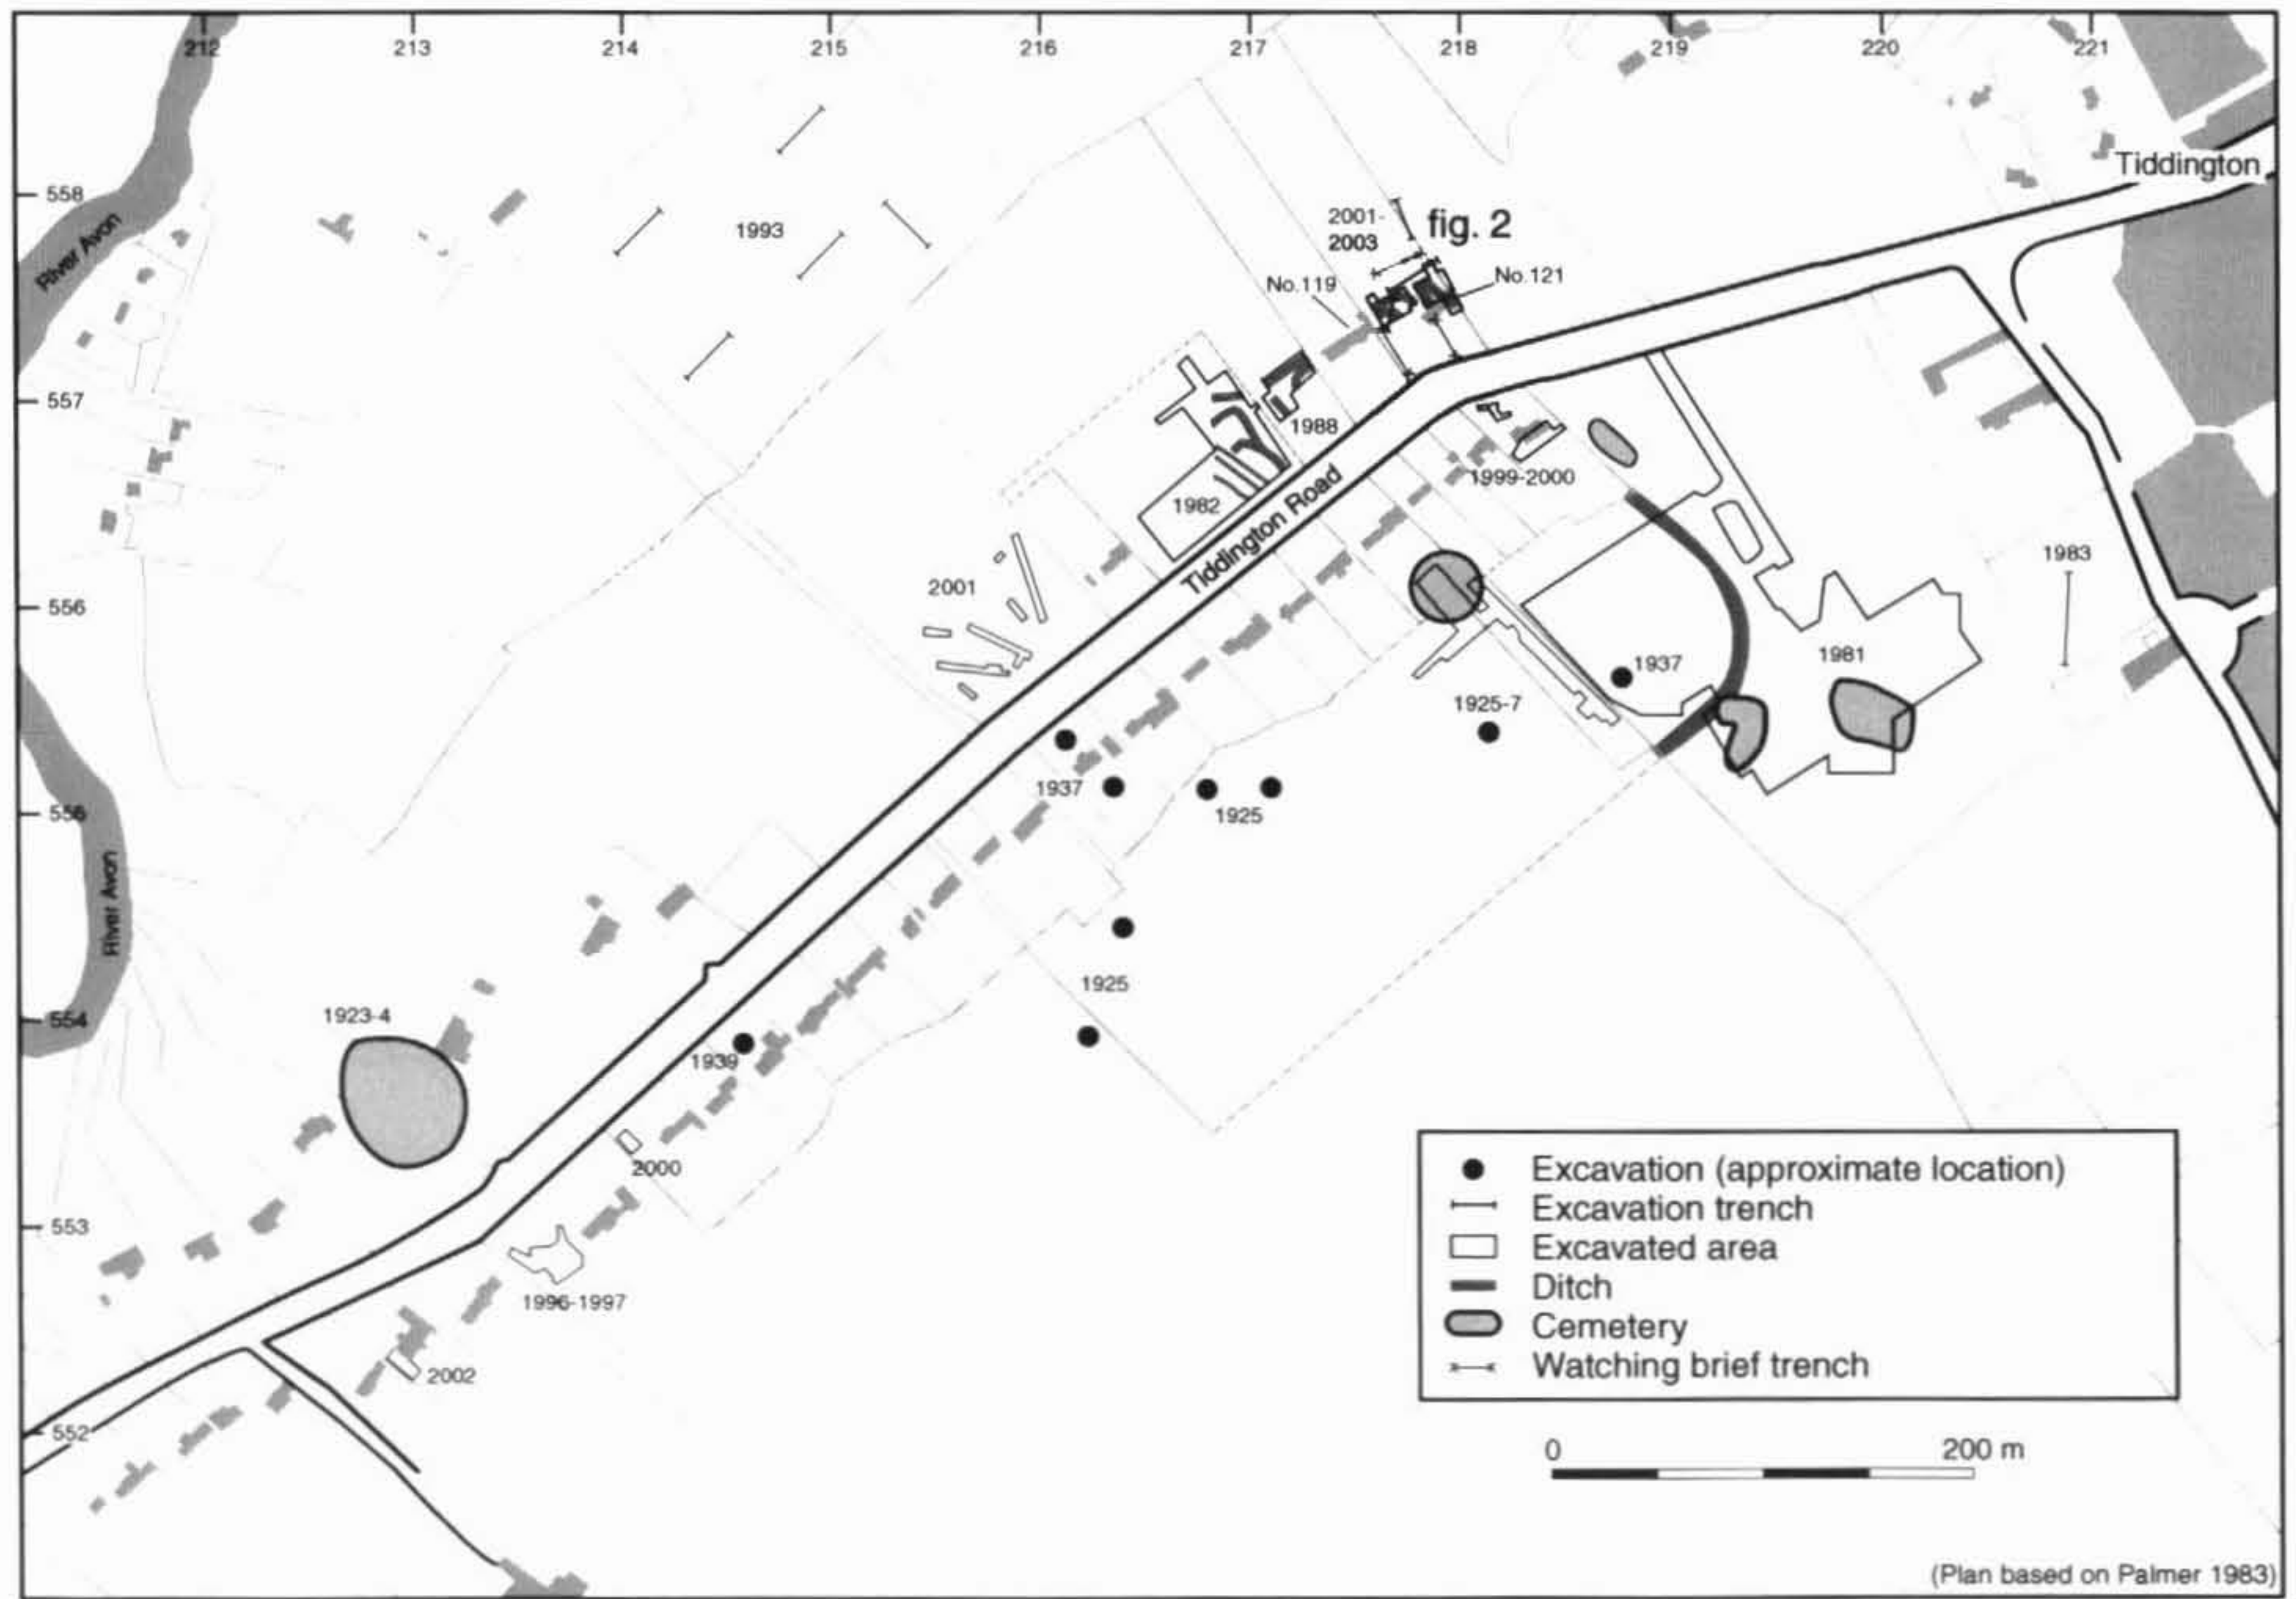 212 213 214 215 216 217 218 219 220 221
Tiddington
558
River Avon
1993
2001-
2003
fig. 2
No.119
No.121
557
1988
1999-2000
1982
Tiddington Road
1983
556
2001
1937
1981
1925-7
1937
555
1925
River Avon
1925
554
1923-4
1939
2000
553
1996-1997
2002
552
Excavation (approximate location)
Excavation trench
Excavated area
Ditch
Cemetery
Watching brief trench
0 200 m
(Plan based on Palmer 1983)